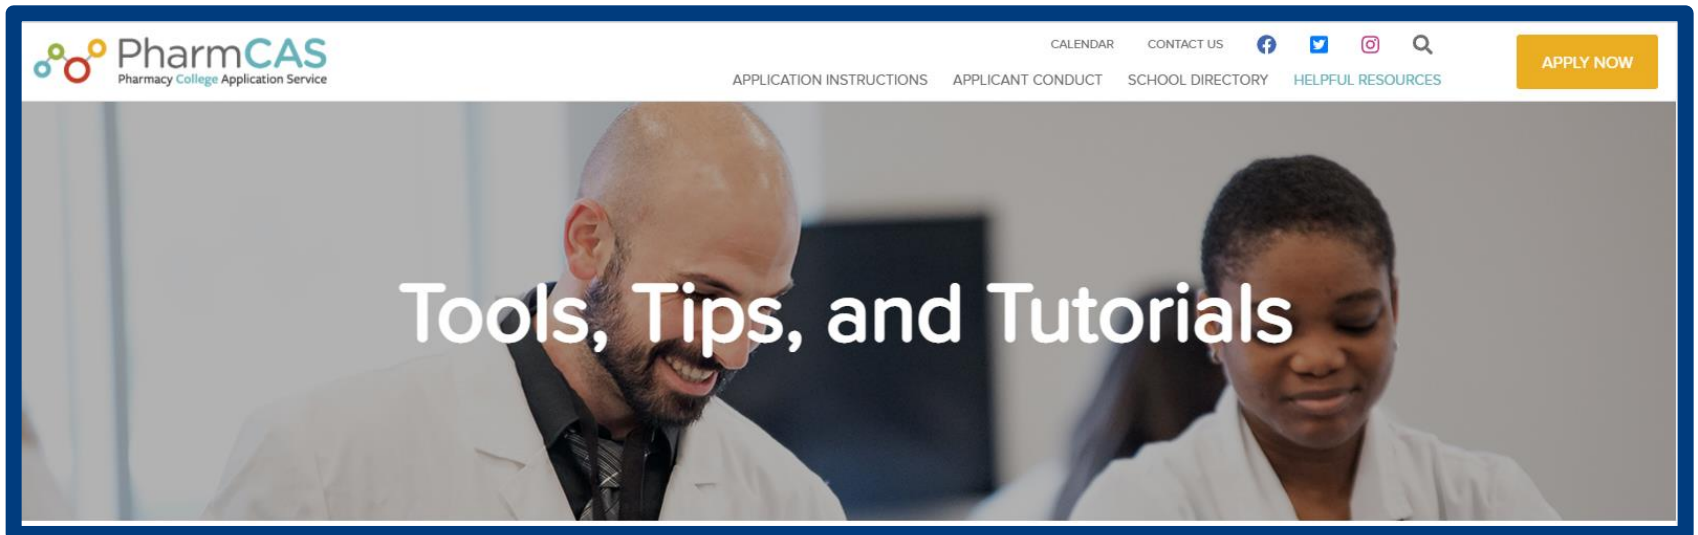 PharmCAS
Pharmacy College Application Service
CALENDAR CONTACT US
APPLICATION INSTRUCTIONS APPLICANT CONDUCT SCHOOL DIRECTORY HELPFUL RESOURCES
APPLY NOW
Tools, Tips, and Tutorials